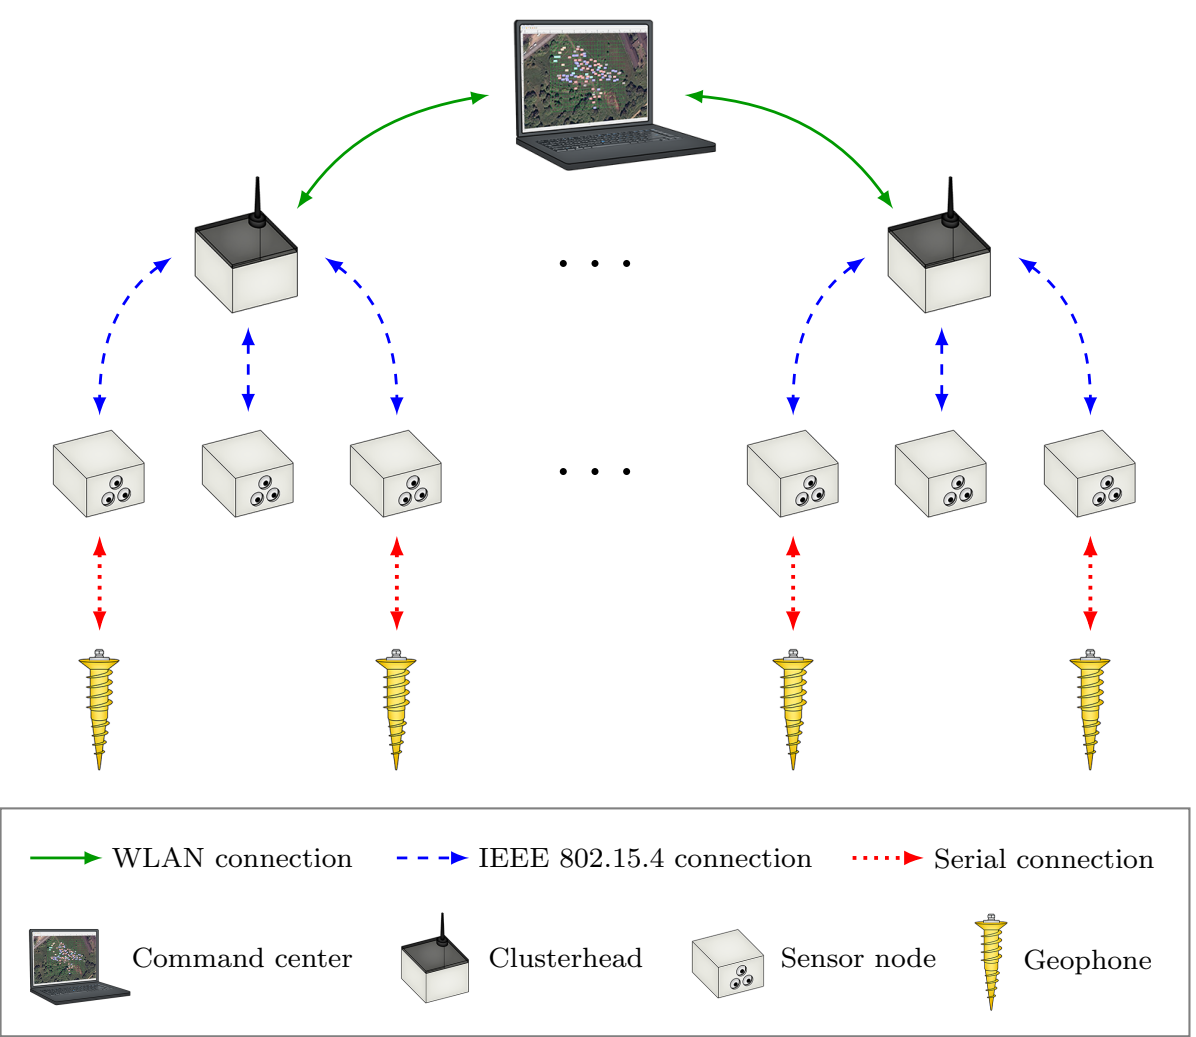 WLAN connection
IEEE 802.15.4 connection
Serial connection
Command center
Clusterhead
Sensor node
Geophone